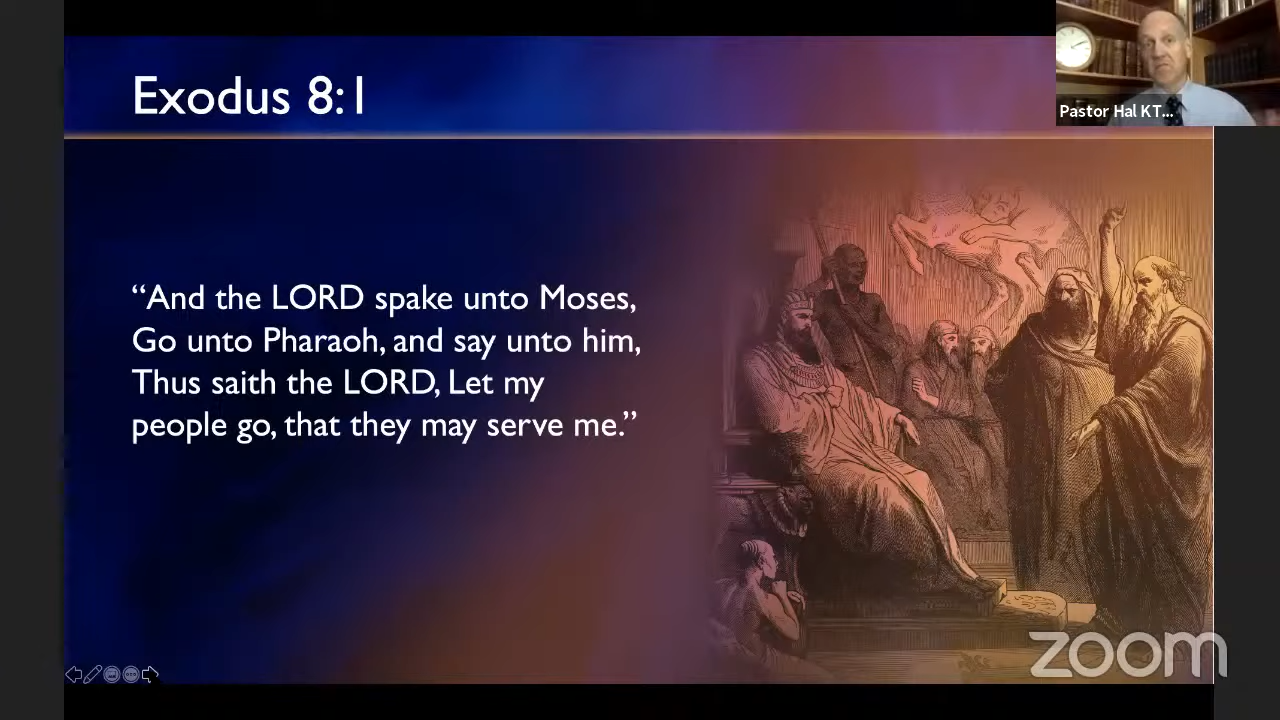 Exodus 8:1
Pastor Hal KT...
“And the LORD spake unto Moses,
Go unto Pharaoh, and say unto him,
Thus saith the LORD, Let my
people go, that they may serve me.”
zoom